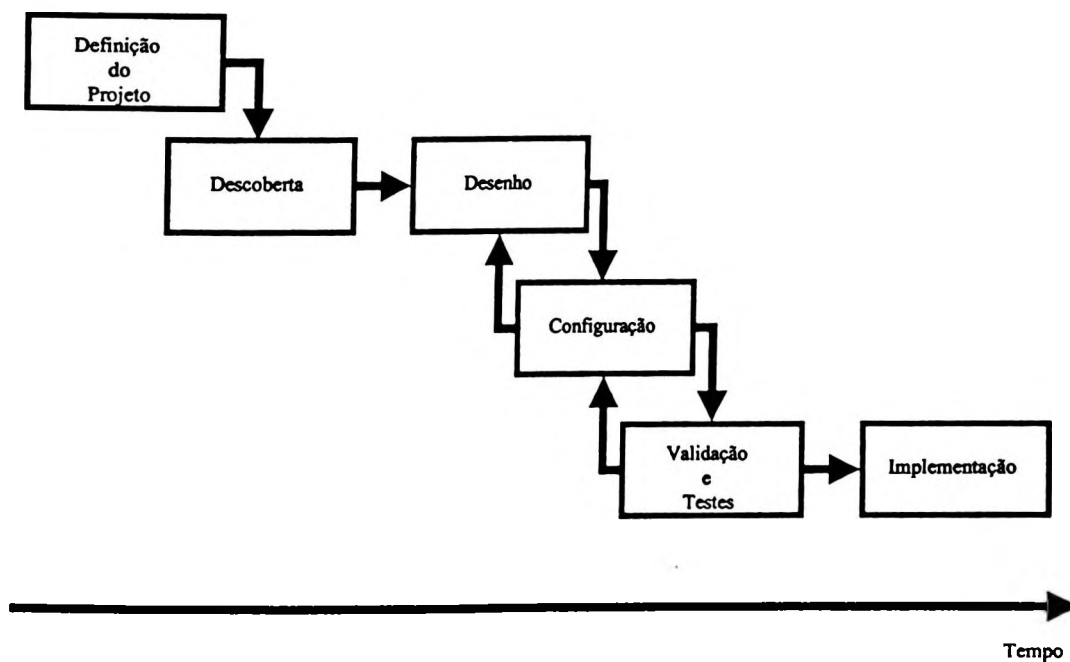 Definição
do
Projeto
Descoberta
Desenho
Configuração
Validação
e
Testes
Implementação
Tempo